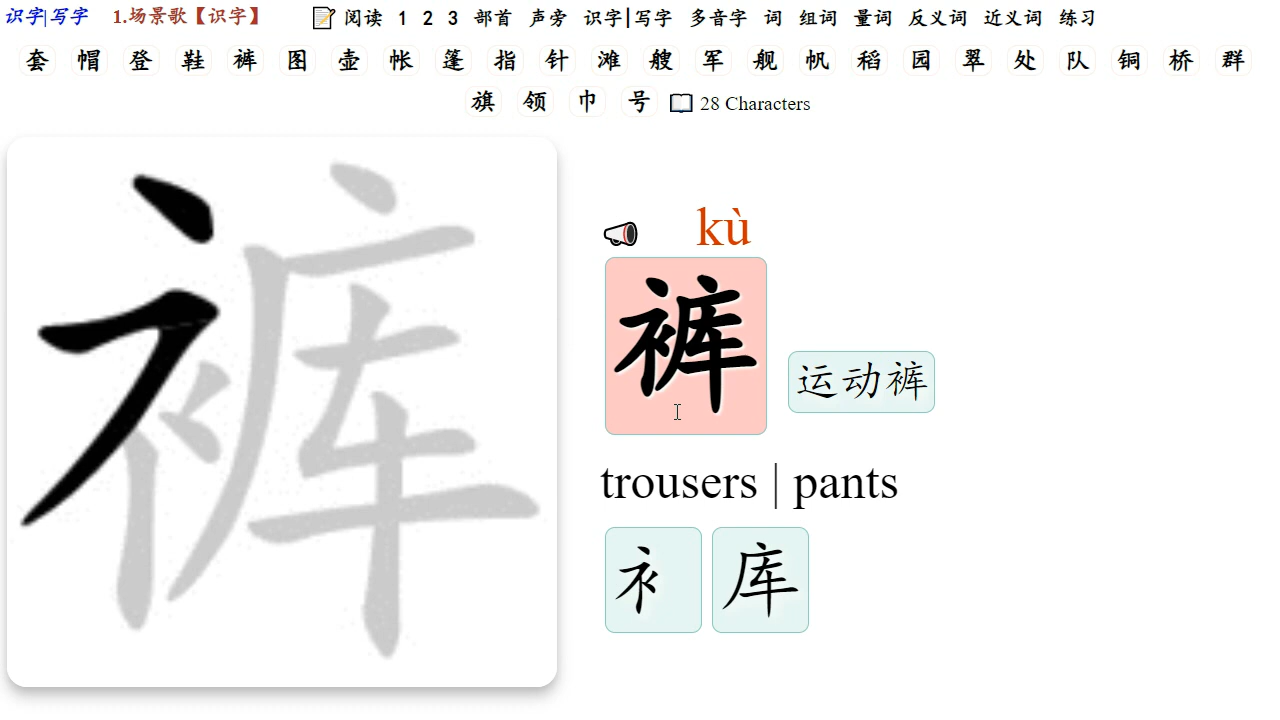 识字|写字 1.场景歌【识字】 阅读 1 2 3 部首 声旁 识字|写字 多音字 词 组词 量词 反义词 近义词 练习
套 帽 登 鞋 裤 图 壶 帐 篷 指 针 滩 艘 军 舰 帆 稻 园 翠 处 队 铜 桥 群
旗 领 巾 号 28 Characters
裤
kù
裤
运动裤
trousers | pants
衤 库